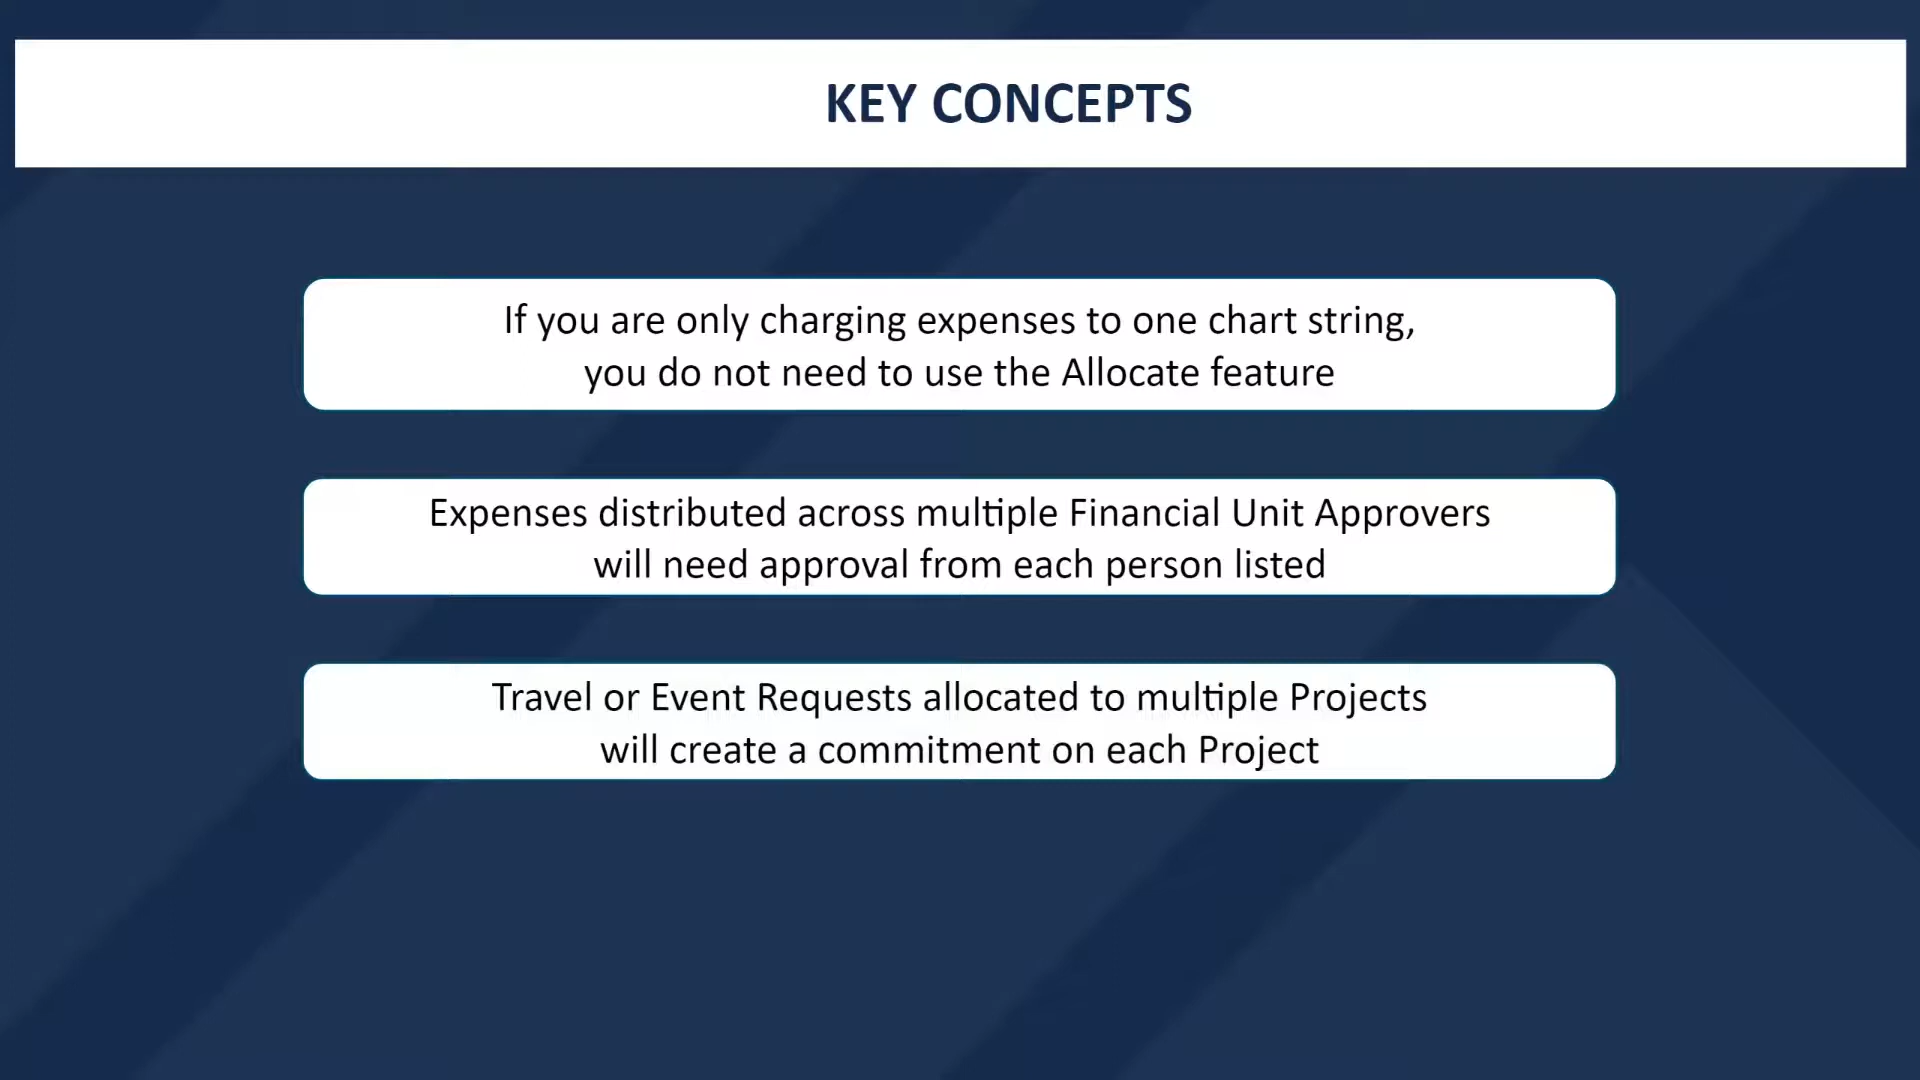 KEY CONCEPTS
If you are only charging expenses to one chart string,
you do not need to use the Allocate feature
Expenses distributed across multiple Financial Unit Approvers
will need approval from each person listed
Travel or Event Requests allocated to multiple Projects
will create a commitment on each Project